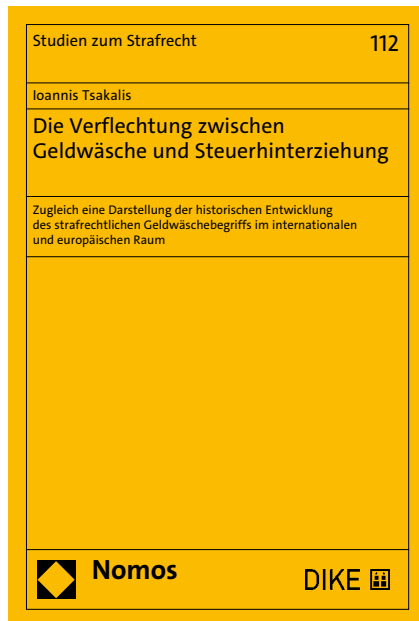 Studien zum Strafrecht 112
Ioannis Tsakalis
Die Verflechtung zwischen
Geldwäsche und Steuerhinterziehung
Zugleich eine Darstellung der historischen Entwicklung
des strafrechtlichen Geldwäschebegriffs im internationalen
und europäischen Raum
Nomos
DIKE